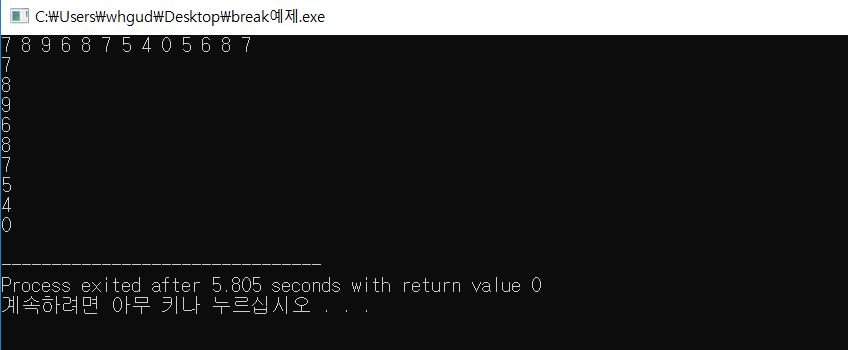 C:￦Users￦whgud￦Desktop￦break예제.exe
7 8 9 6 8 7 5 4 0 5 6 8 7
7
8
9
6
8
7
5
4
0
--------------------------------
Process exited after 5.805 seconds with return value 0
계속하려면 아무 키나 누르십시오 . . .